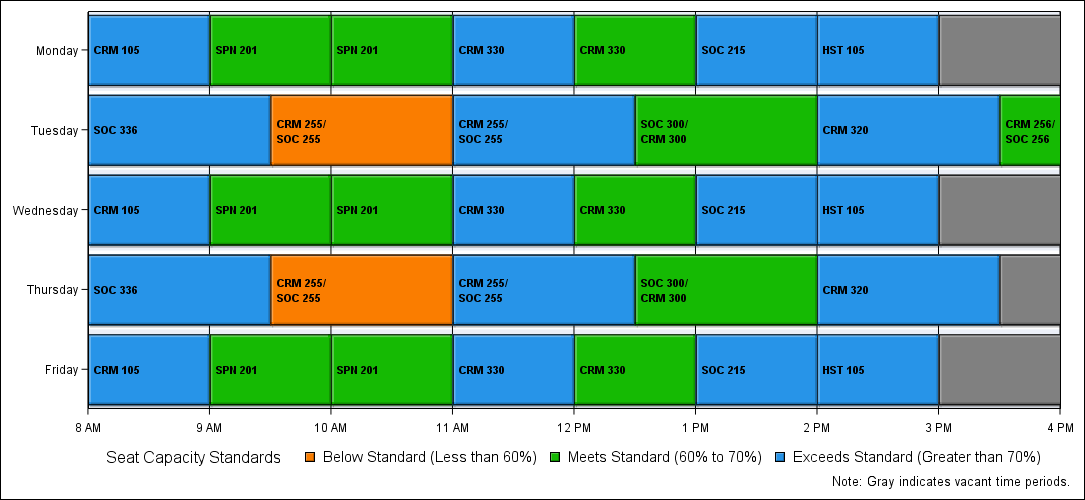 Monday
CRM 105 SPN 201 SPN 201 CRM 330 CRM 330 SOC 215 HST 105
Tuesday
SOC 336
CRM 255/
SOC 255
CRM 255/
SOC 255
SOC 300/
CRM 300
CRM 320
CRM 256/
SOC 256
Wednesday
CRM 105 SPN 201 SPN 201 CRM 330 CRM 330 SOC 215 HST 105
Thursday
SOC 336
CRM 255/
SOC 255
CRM 255/
SOC 255
SOC 300/
CRM 300
CRM 320
Friday
CRM 105 SPN 201 SPN 201 CRM 330 CRM 330 SOC 215 HST 105
8 AM 9 AM 10 AM 11 AM 12 PM 1 PM 2 PM 3 PM 4 PM
Seat Capacity Standards Below Standard (Less than 60%) Meets Standard (60% to 70%) Exceeds Standard (Greater than 70%)
Note: Gray indicates vacant time periods.